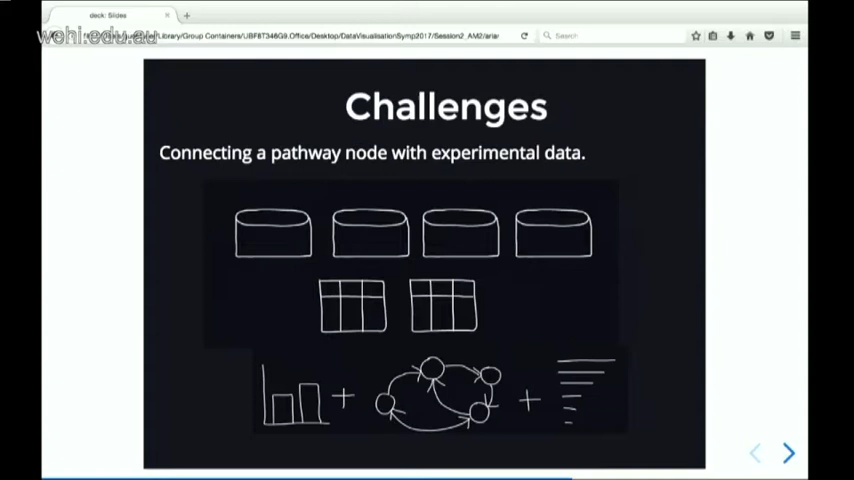 deck: Slides
wehi.edu.au
Library/Group Containers/UBF8T346G9.Office/Desktop/DataVisualisationSymp2017/Session2_AM2/arian
Search
Challenges
Connecting a pathway node with experimental data.
+
+